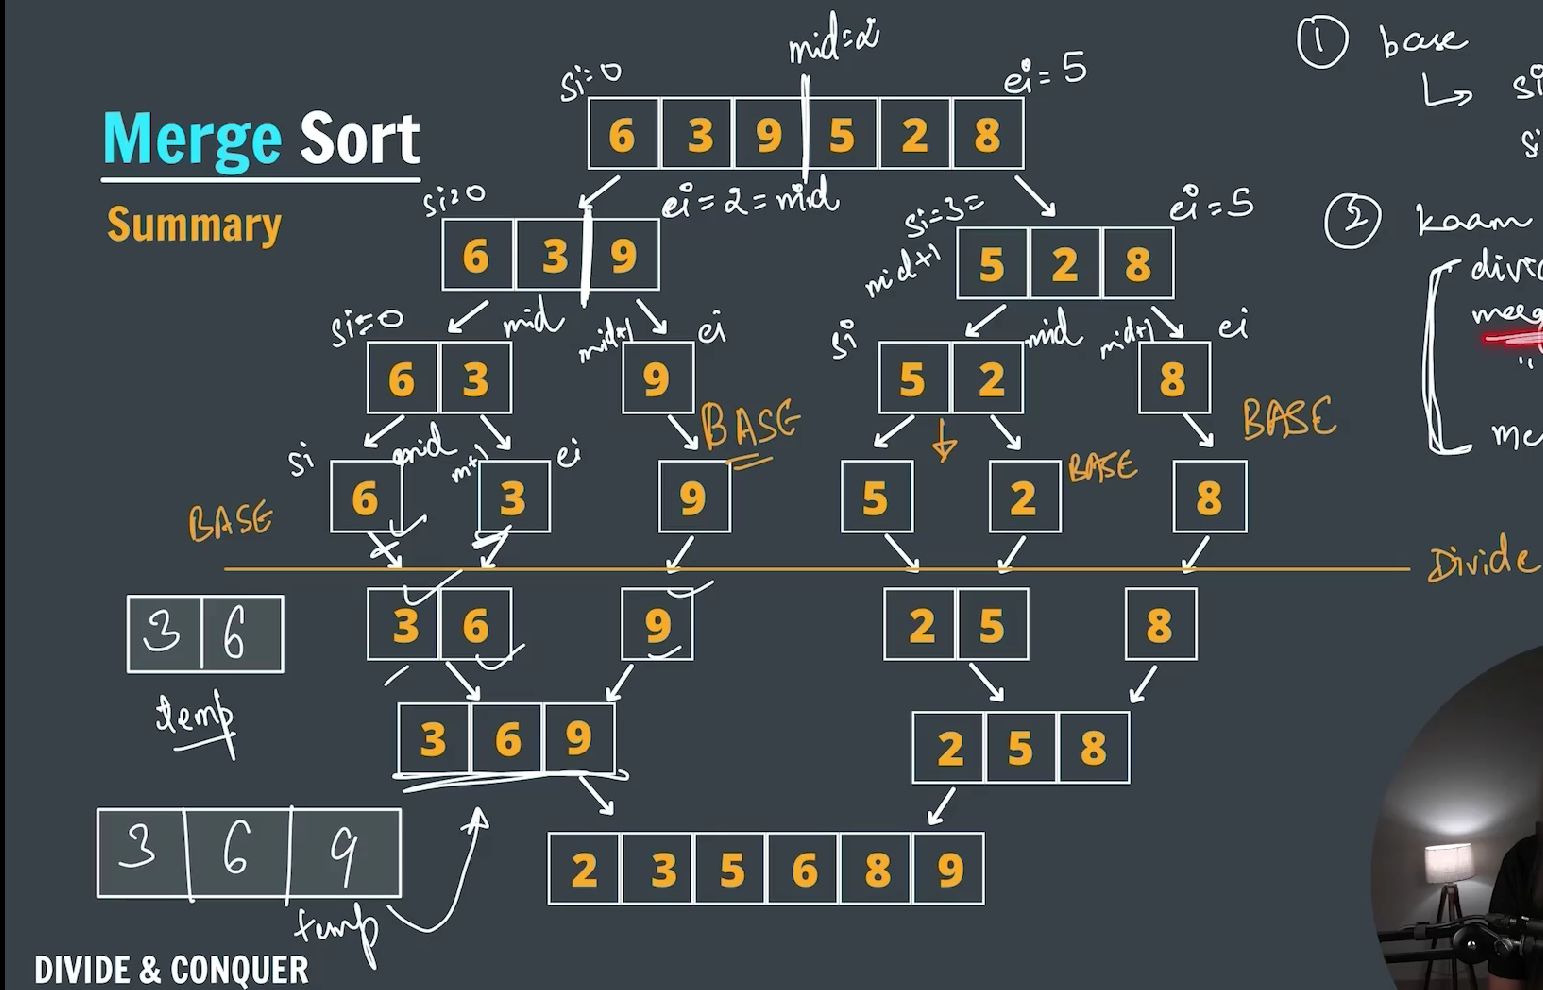 mid=2
si=0
ei=5
① base
↳ si
si
Merge Sort
6 3 9 5 2 8
Summary
si=0
ei=2=mid
si=3=
mid+1
ei=5
② kaam
6 3 9
5 2 8
si=0
mid
mid+1
ei
si
mid
mid+1
ei
6 3
9
5 2
8
BASE
BASE
si
mid
m+1
ei
BASE
6
3
9
5
2
8
BASE
Divide
3 6
3 6
9
2 5
8
temp
3 6 9
2 5 8
3 6 9
temp
2 3 5 6 8 9
DIVIDE & CONQUER